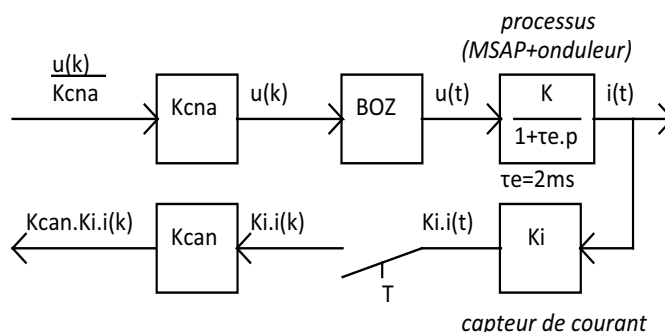 processus
(MSAP+onduleur)
u(k)
Kcna
Kcna
u(k)
BOZ
u(t)
K
1+τe.p
i(t)
τe=2ms
Kcan.Ki.i(k)
Kcan
Ki.i(k)
T
Ki.i(t)
Ki
capteur de courant